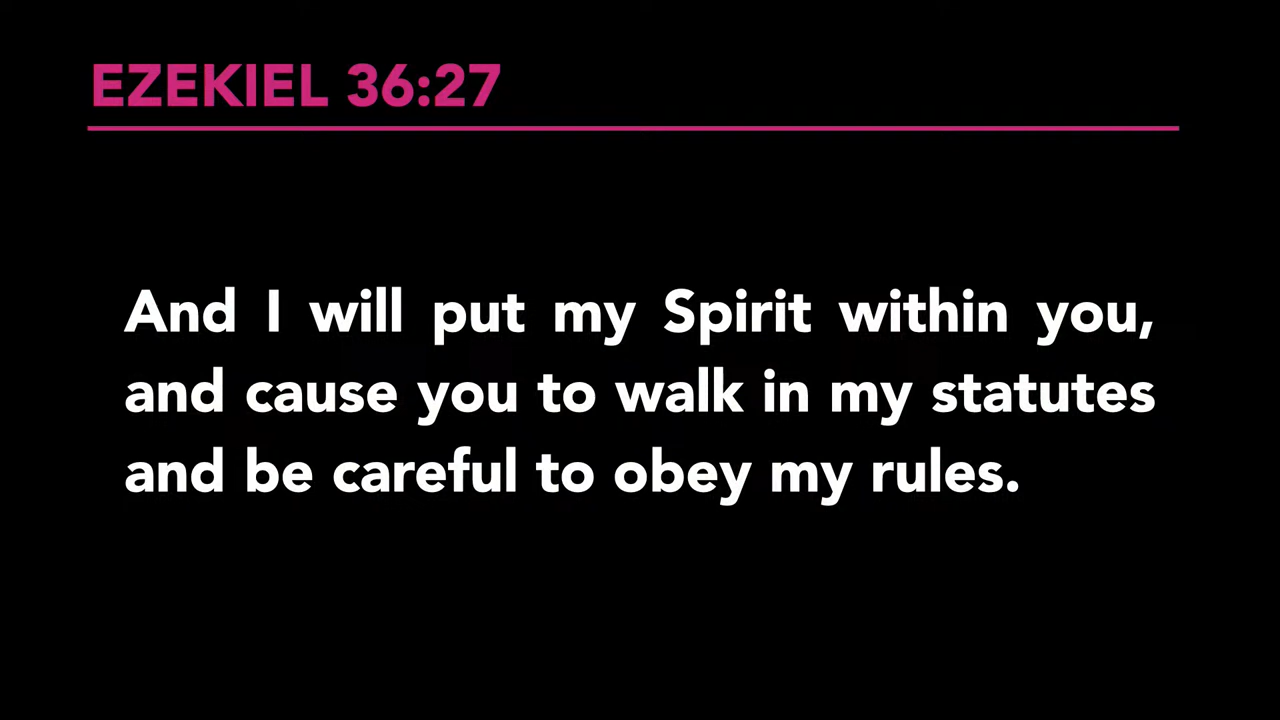 EZEKIEL 36:27
And I will put my Spirit within you,
and cause you to walk in my statutes
and be careful to obey my rules.